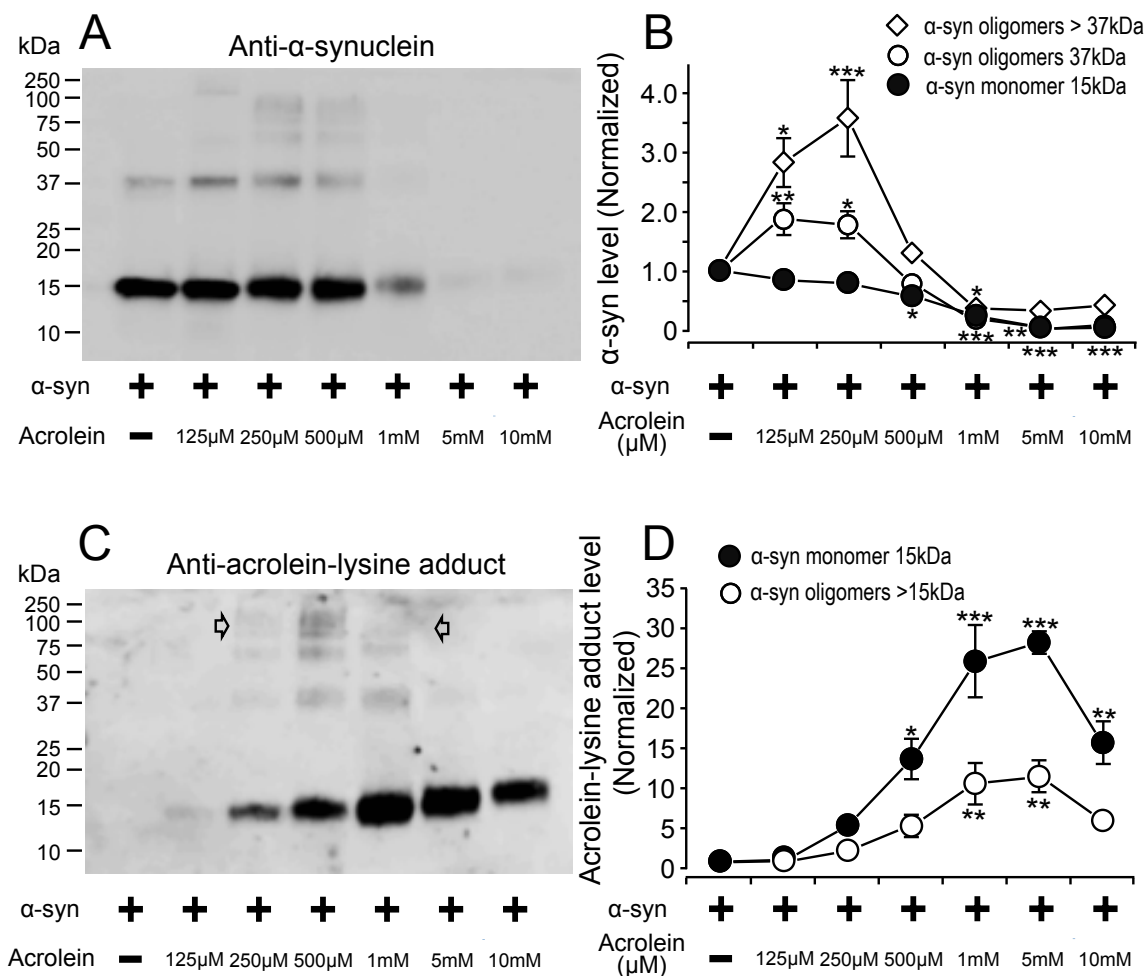 A
kDa
Anti-α-synuclein
250
100
75
50
37
25
20
15
10
α-syn + + + + + + +
Acrolein − 125µM 250µM 500µM 1mM 5mM 10mM
B
α-syn oligomers > 37kDa
α-syn oligomers 37kDa
α-syn monomer 15kDa
α-syn level (Normalized)
4.0
3.0
2.0
1.0
0
* *** ** * * * *** ** *** ***
α-syn + + + + + + +
Acrolein
(µM) − 125µM 250µM 500µM 1mM 5mM 10mM
C
kDa
Anti-acrolein-lysine adduct
250
100
75
50
37
25
20
15
10
α-syn + + + + + + +
Acrolein − 125µM 250µM 500µM 1mM 5mM 10mM
D
α-syn monomer 15kDa
α-syn oligomers >15kDa
Acrolein-lysine adduct level
(Normalized)
35
30
25
20
15
10
5
0
* *** *** ** ** **
α-syn + + + + + + +
Acrolein
(µM) − 125µM 250µM 500µM 1mM 5mM 10mM